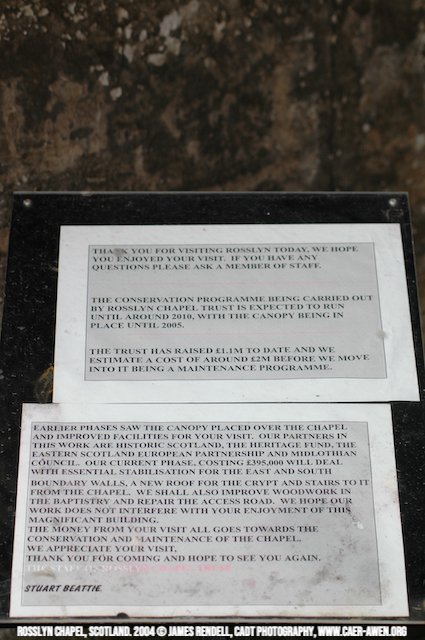 THANK YOU FOR VISITING ROSSLYN TODAY, WE HOPE
YOU ENJOYED YOUR VISIT. IF YOU HAVE ANY
QUESTIONS PLEASE ASK A MEMBER OF STAFF.
THE CONSERVATION PROGRAMME BEING CARRIED OUT
BY ROSSLYN CHAPEL TRUST IS EXPECTED TO RUN
UNTIL AROUND 2010, WITH THE CANOPY BEING IN
PLACE UNTIL 2005.
THE TRUST HAS RAISED £1.1M TO DATE AND WE
ESTIMATE A COST OF AROUND £2M BEFORE WE MOVE
INTO IT BEING A MAINTENANCE PROGRAMME.
EARLIER PHASES SAW THE CANOPY PLACED OVER THE CHAPEL
AND IMPROVED FACILITIES FOR YOUR VISIT. OUR PARTNERS IN
THIS WORK ARE HISTORIC SCOTLAND, THE HERITAGE FUND, THE
EASTERN SCOTLAND EUROPEAN PARTNERSHIP AND MIDLOTHIAN
COUNCIL. OUR CURRENT PHASE, COSTING £395,000 WILL DEAL
WITH ESSENTIAL STABILISATION FOR THE EAST AND SOUTH
BOUNDARY WALLS, A NEW ROOF FOR THE CRYPT AND STAIRS TO IT
FROM THE CHAPEL. WE SHALL ALSO IMPROVE WOODWORK IN
THE BAPTISTRY AND REPAIR THE ACCESS ROAD. WE HOPE OUR
WORK DOES NOT INTERFERE WITH YOUR ENJOYMENT OF THIS
MAGNIFICANT BUILDING.
THE MONEY FROM YOUR VISIT ALL GOES TOWARDS THE
CONSERVATION AND MAINTENANCE OF THE CHAPEL.
WE APPRECIATE YOUR VISIT,
THANK YOU FOR COMING AND HOPE TO SEE YOU AGAIN.
THE STAFF OF ROSSLYN CHAPEL TRUST
STUART BEATTIE
ROSSLYN CHAPEL, SCOTLAND. 2004 © JAMES RENDELL, CADT PHOTOGRAPHY, WWW.CAER-AWEN.ORG